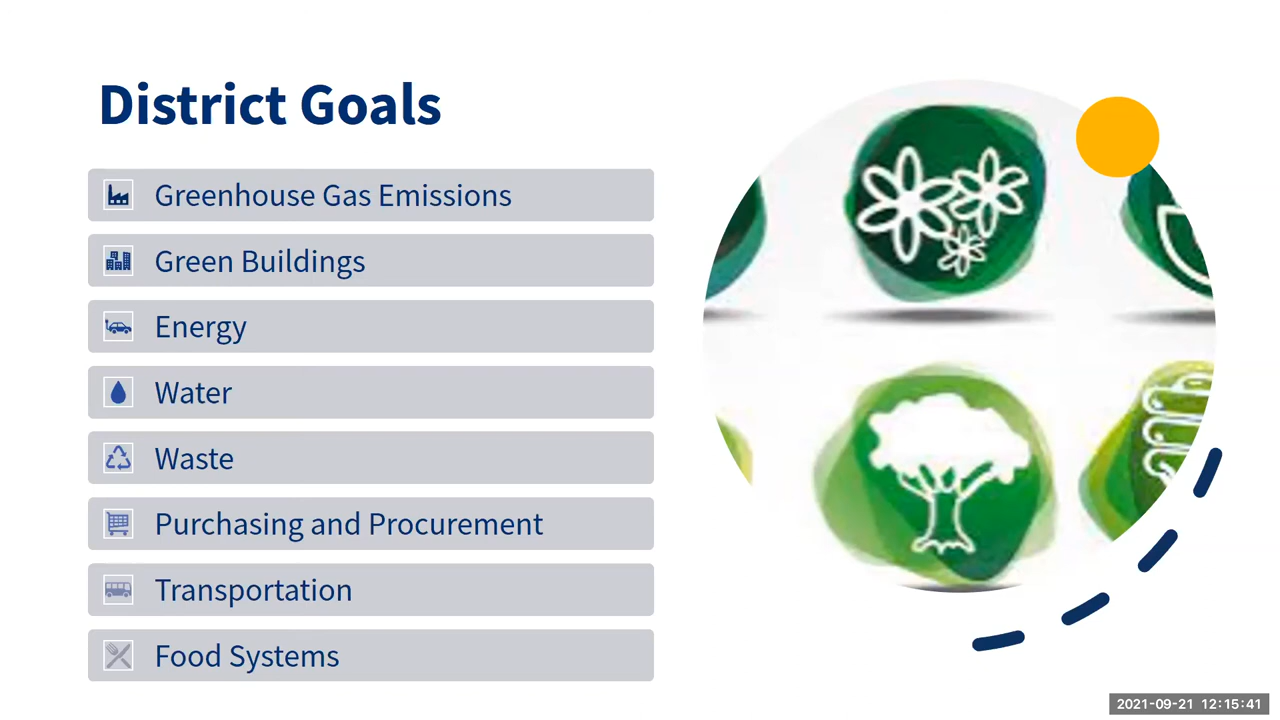 District Goals
Greenhouse Gas Emissions
Green Buildings
Energy
Water
Waste
Purchasing and Procurement
Transportation
Food Systems
2021-09-21 12:15:41